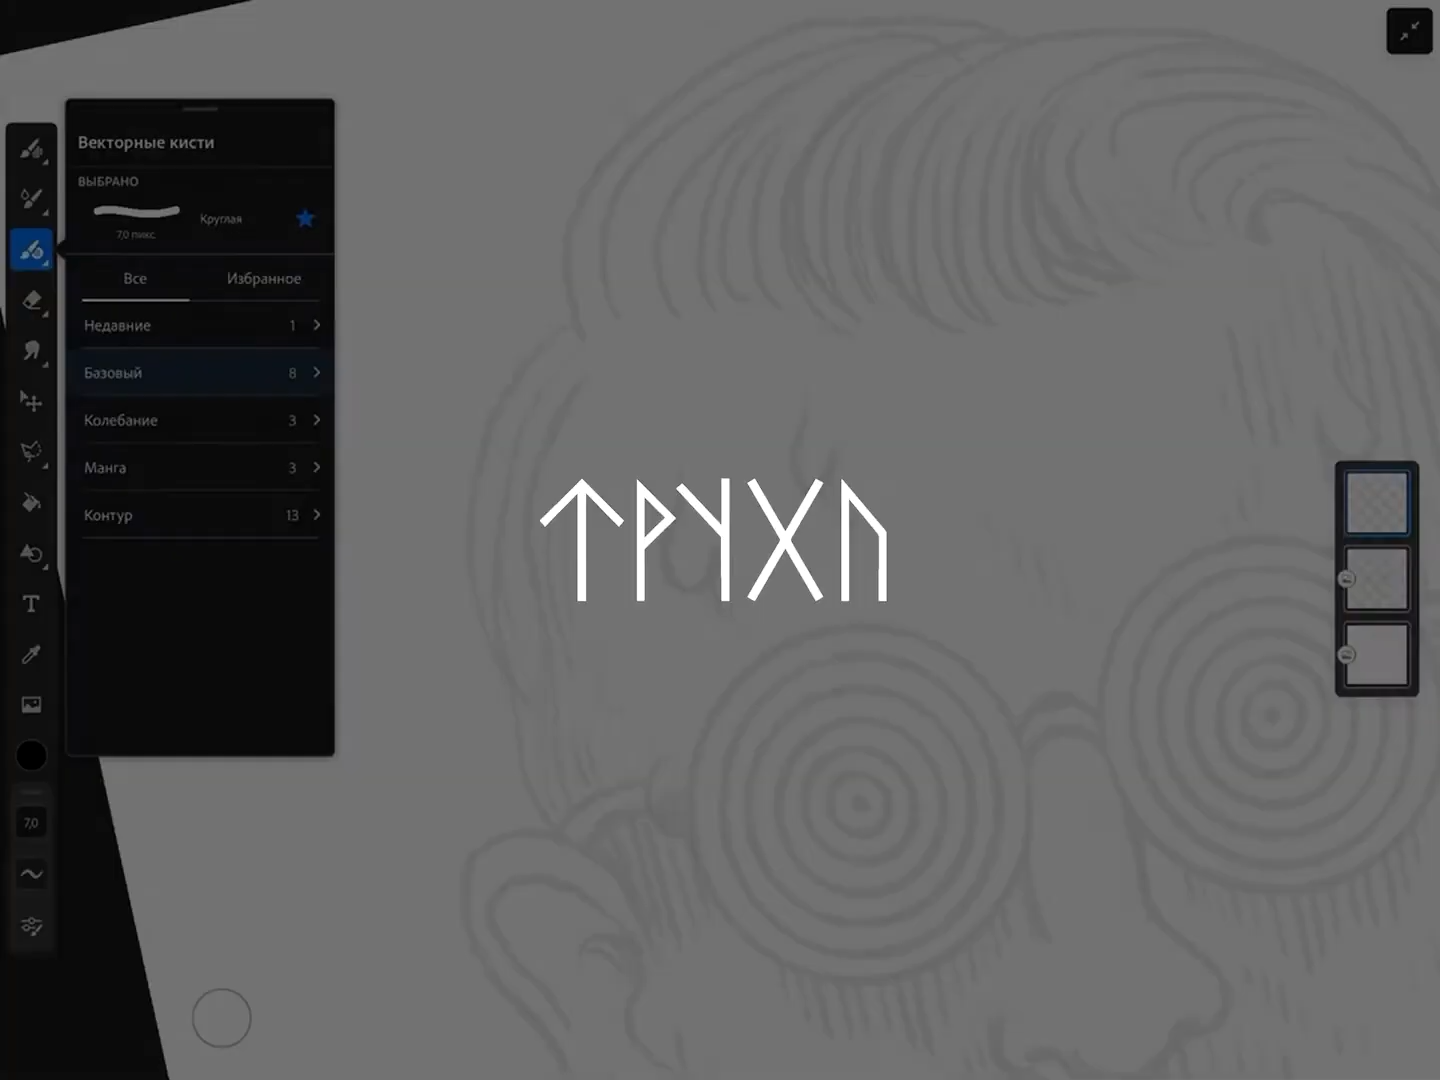 Векторные кисти
ВЫБРАНО
7,0 пикс.
Круглая
Все Избранное
Недавние 1
Базовый 8
Колебание 3
Манга 3
Контур 13
T
7,0